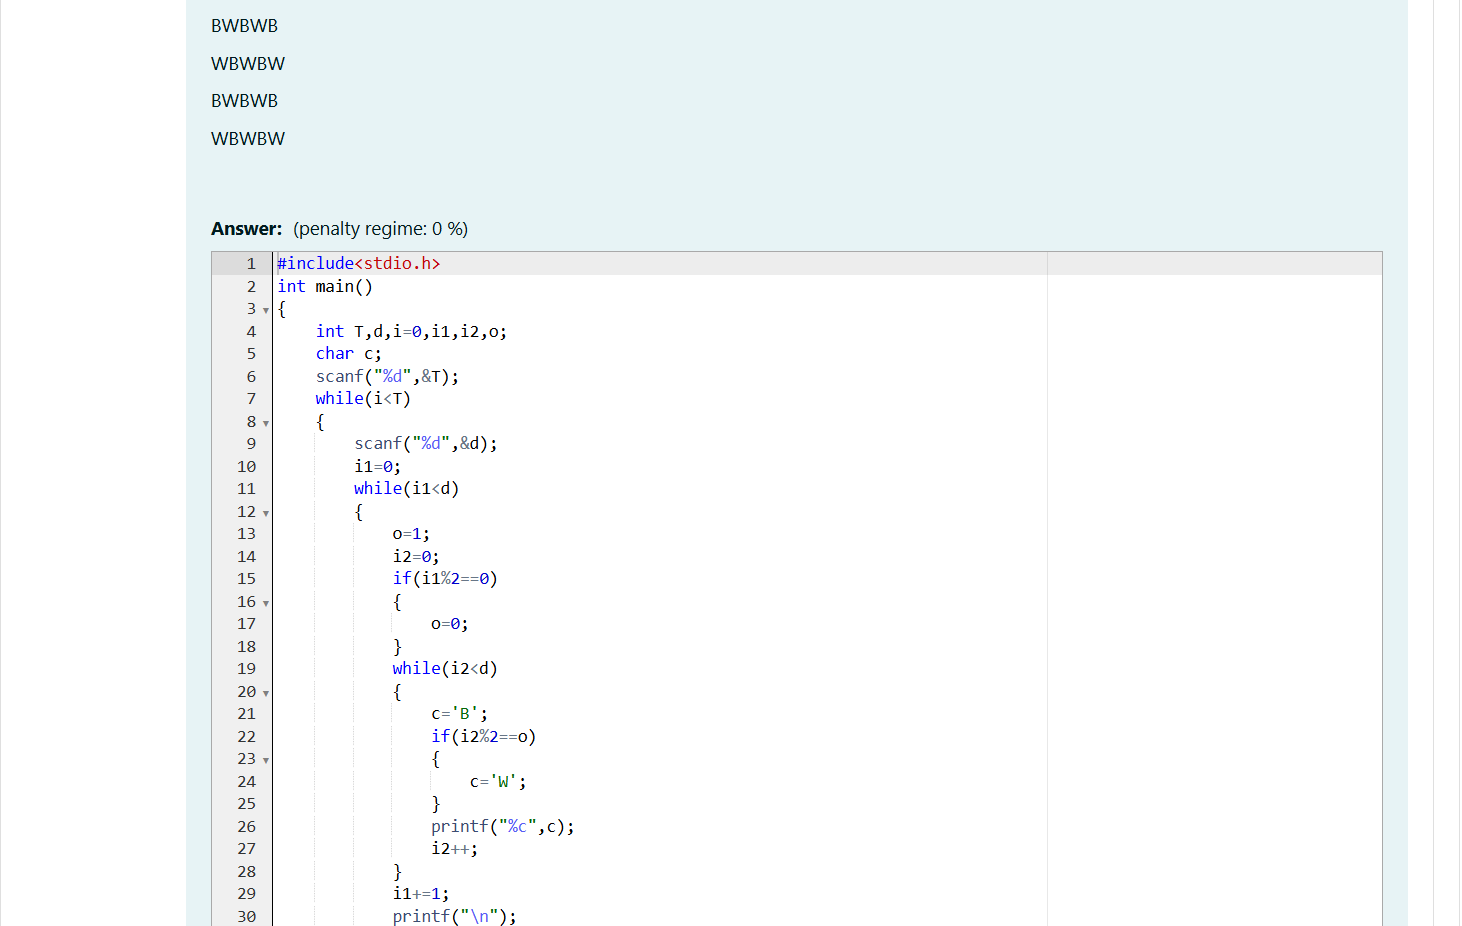 BWBWB
WBWBW
BWBWB
WBWBW
Answer: (penalty regime: 0 %)
1 #include<stdio.h>
2 int main()
3 {
4     int T,d,i=0,i1,i2,o;
5     char c;
6     scanf("%d",&T);
7     while(i<T)
8     {
9         scanf("%d",&d);
10         i1=0;
11         while(i1<d)
12         {
13             o=1;
14             i2=0;
15             if(i1%2==0)
16             {
17                 o=0;
18             }
19             while(i2<d)
20             {
21                 c='B';
22                 if(i2%2==o)
23                 {
24                     c='W';
25                 }
26                 printf("%c",c);
27                 i2++;
28             }
29             i1+=1;
30             printf("\n");